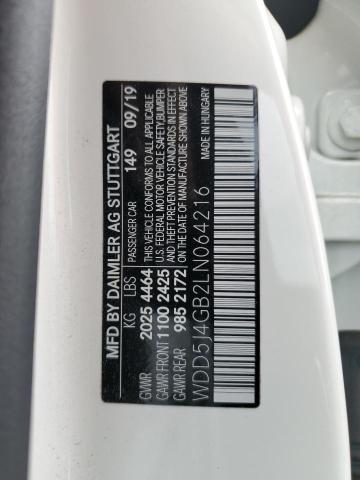 MFD BY DAIMLER AG STUTTGART
KG LBS PASSENGER CAR 149 09/19
GVWR 2025 4464 THIS VEHICLE CONFORMS TO ALL APPLICABLE
GAWR FRONT 1100 2425 U.S. FEDERAL MOTOR VEHICLE SAFETY,BUMPER
GAWR REAR 985 2172 AND THEFT PREVENTION STANDARDS IN EFFECT
ON THE DATE OF MANUFACTURE SHOWN ABOVE
WDD5J4GB2LN064216
MADE IN HUNGARY